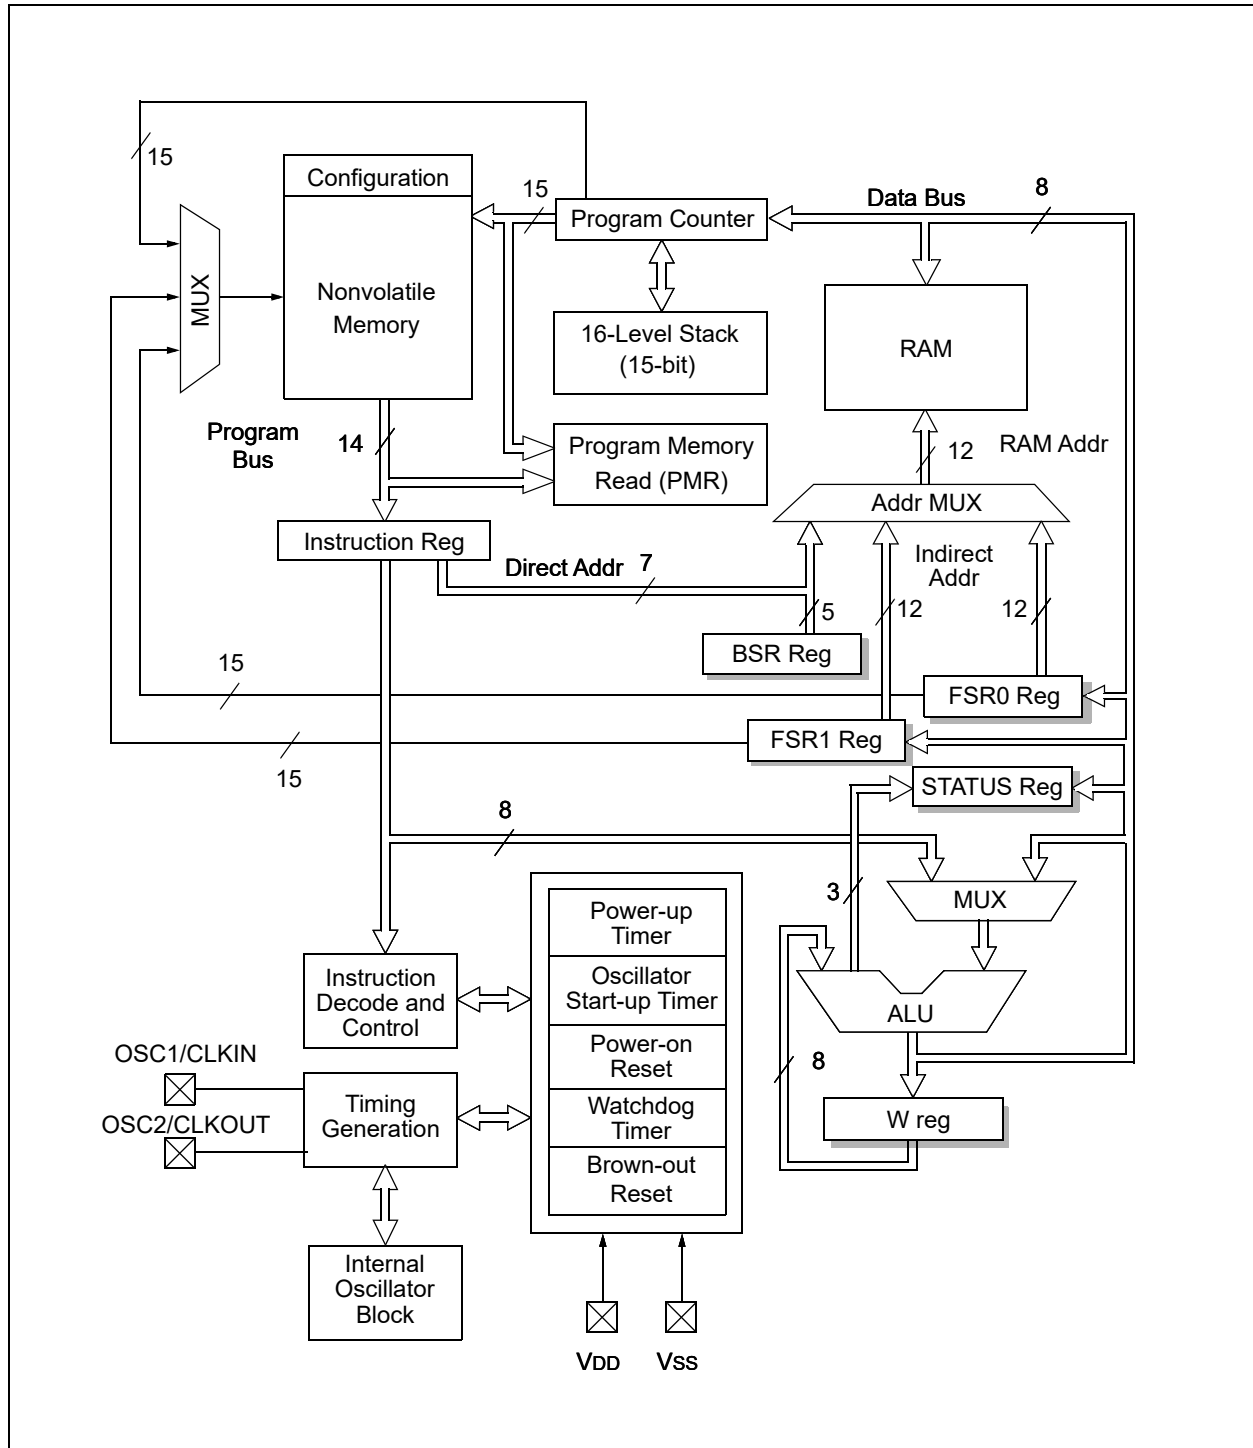 15
Configuration
15
Program Counter
Data Bus
8
MUX
Nonvolatile
Memory
16-Level Stack
(15-bit)
RAM
Program
Bus
14
Program Memory
Read (PMR)
12
RAM Addr
Addr MUX
Instruction Reg
Direct Addr
7
Indirect
Addr
5
12
12
BSR Reg
15
FSR0 Reg
FSR1 Reg
15
STATUS Reg
8
3
MUX
Power-up
Timer
Oscillator
Start-up Timer
Power-on
Reset
Watchdog
Timer
Brown-out
Reset
Instruction
Decode and
Control
ALU
8
W reg
OSC1/CLKIN
OSC2/CLKOUT
Timing
Generation
Internal
Oscillator
Block
VDD
VSS